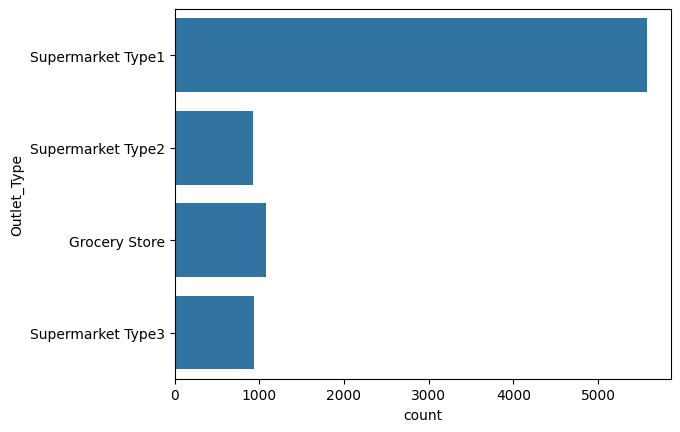 Supermarket Type1
Supermarket Type2
Grocery Store
Supermarket Type3
Outlet_Type
0 1000 2000 3000 4000 5000
count